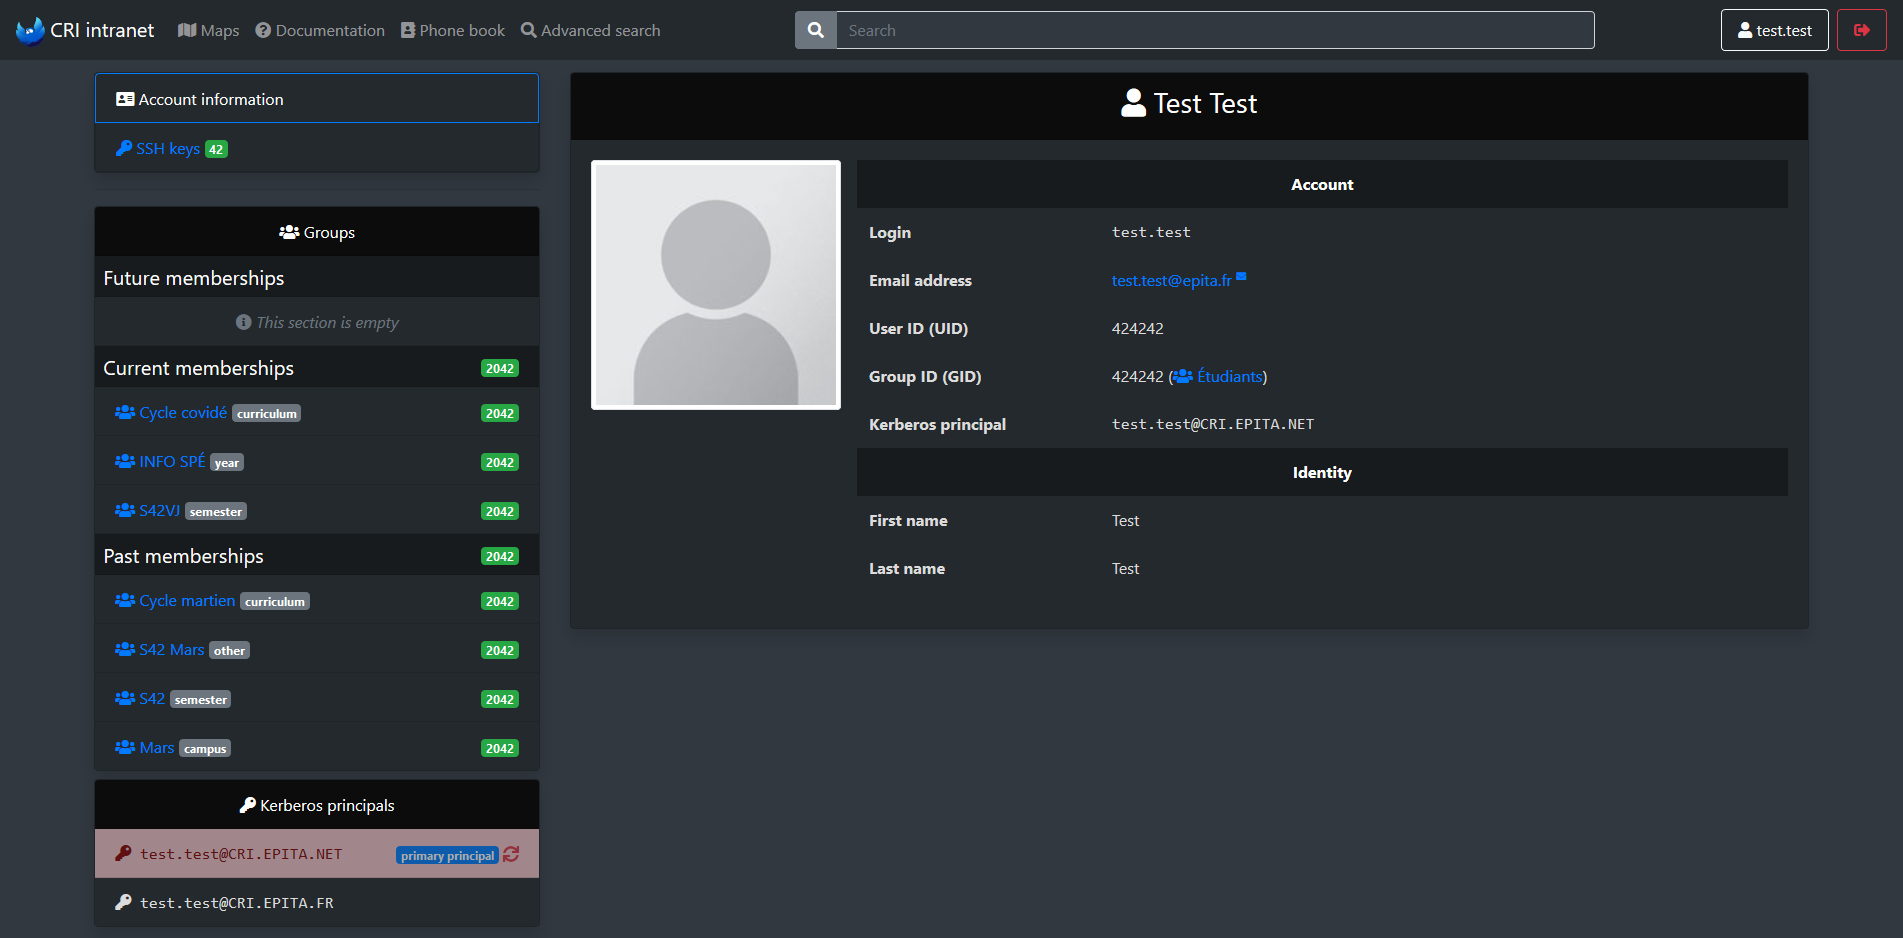 CRI intranet Maps Documentation Phone book Advanced search Search test.test
Account information
SSH keys 42
Groups
Future memberships
This section is empty
Current memberships 2042
Cycle covidé curriculum 2042
INFO SPÉ year 2042
S42VJ semester 2042
Past memberships 2042
Cycle martien curriculum 2042
S42 Mars other 2042
S42 semester 2042
Mars campus 2042
Kerberos principals
test.test@CRI.EPITA.NET primary principal
test.test@CRI.EPITA.FR
Test Test
Account
Login test.test
Email address test.test@epita.fr
User ID (UID) 424242
Group ID (GID) 424242 (Étudiants)
Kerberos principal test.test@CRI.EPITA.NET
Identity
First name Test
Last name Test